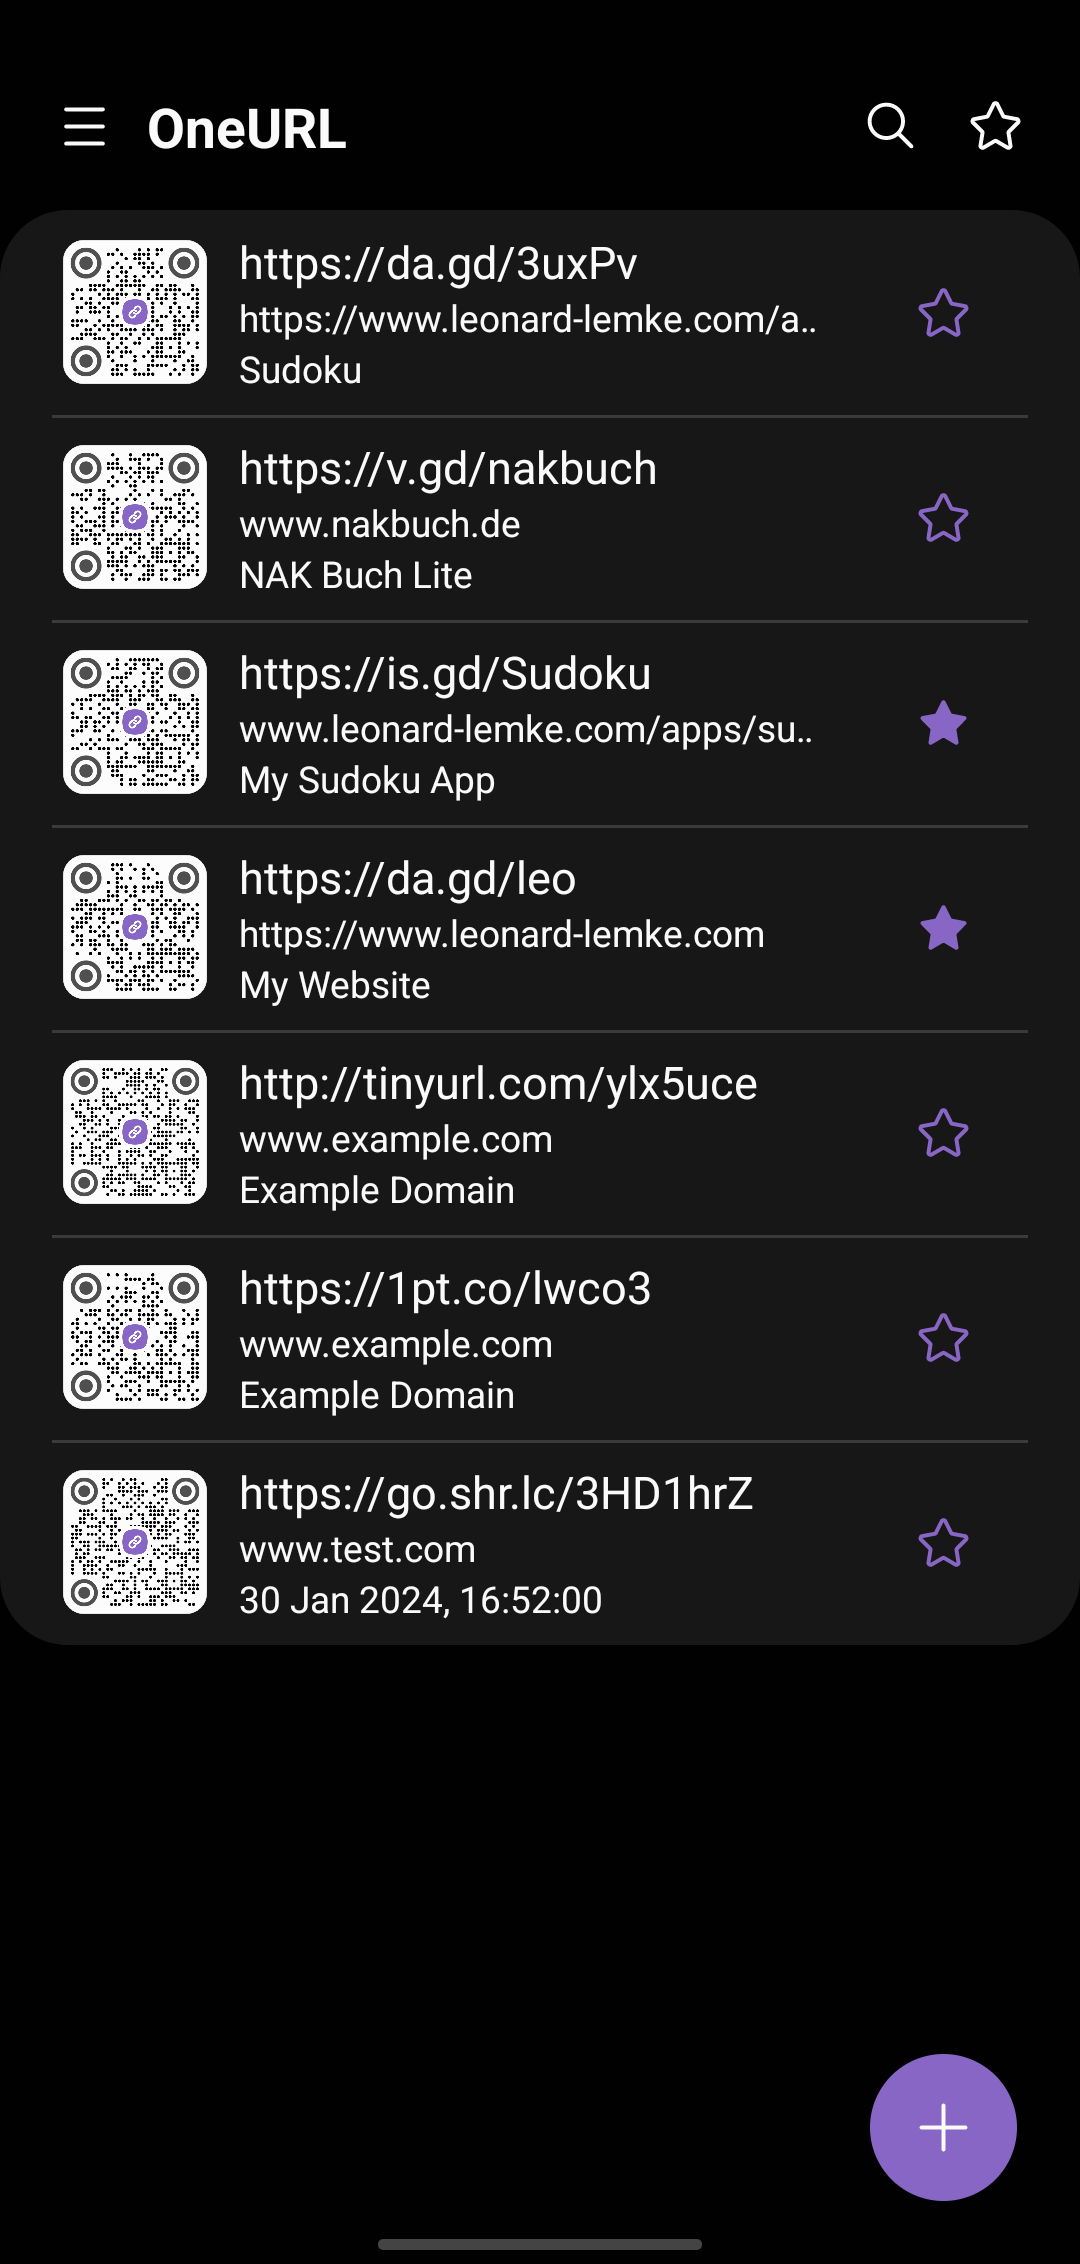 OneURL
https://da.gd/3uxPv
https://www.leonard-lemke.com/a..
Sudoku
https://v.gd/nakbuch
www.nakbuch.de
NAK Buch Lite
https://is.gd/Sudoku
www.leonard-lemke.com/apps/su..
My Sudoku App
https://da.gd/leo
https://www.leonard-lemke.com
My Website
http://tinyurl.com/ylx5uce
www.example.com
Example Domain
https://1pt.co/lwco3
www.example.com
Example Domain
https://go.shr.lc/3HD1hrZ
www.test.com
30 Jan 2024, 16:52:00